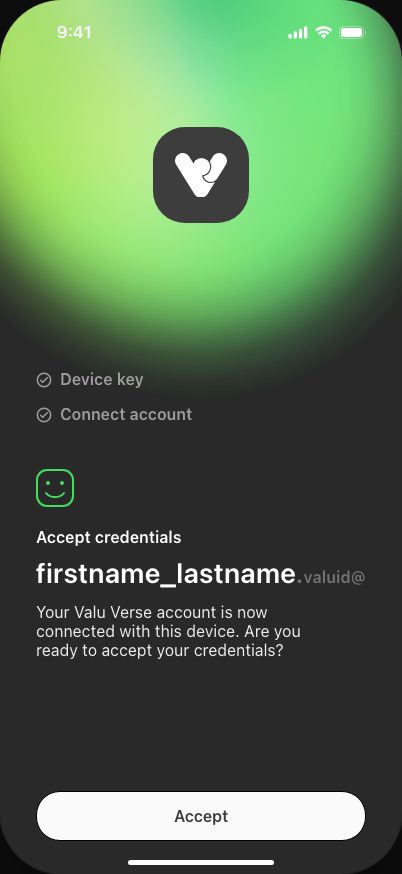 9:41
Device key
Connect account
Accept credentials
firstname_lastname.valuid@
Your Valu Verse account is now
connected with this device. Are you
ready to accept your credentials?
Accept